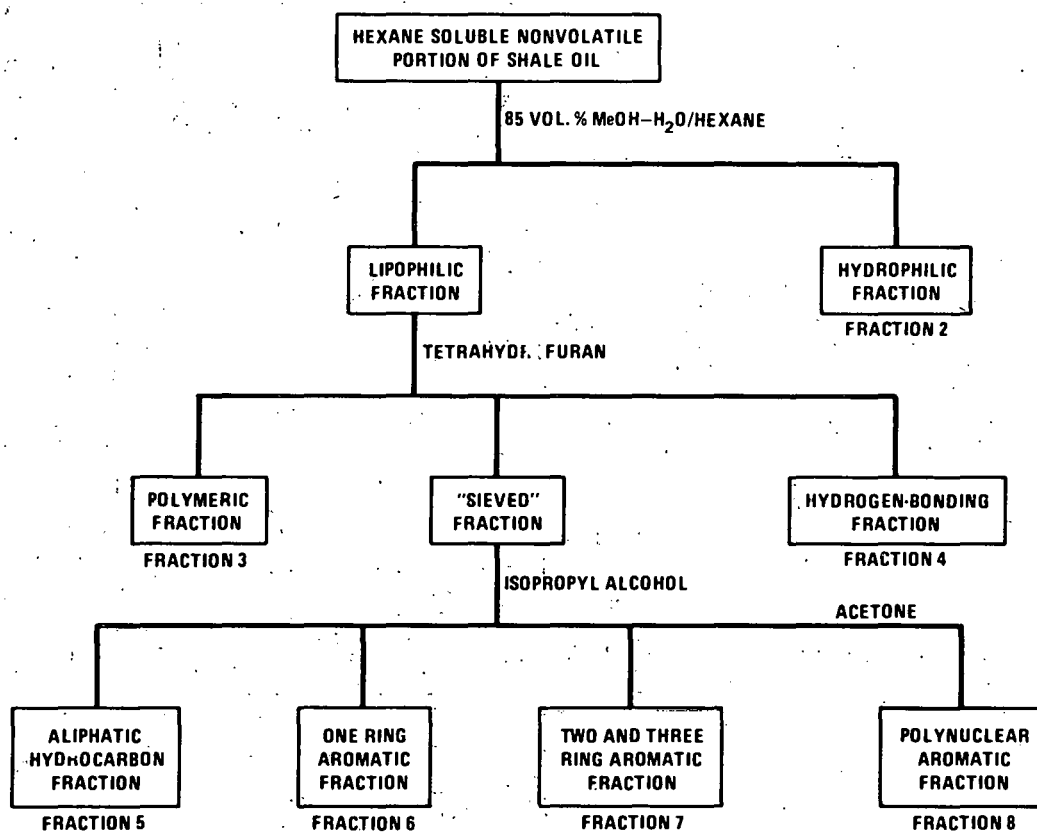 HEXANE SOLUBLE NONVOLATILE
PORTION OF SHALE OIL
85 VOL. % MeOH–H2O/HEXANE
LIPOPHILIC
FRACTION
HYDROPHILIC
FRACTION
FRACTION 2
FURAN
POLYMERIC
FRACTION
FRACTION 3
"SIEVED"
FRACTION
HYDROGEN-BONDING
FRACTION
FRACTION 4
ISOPROPYL ALCOHOL
ACETONE
ALIPHATIC
HYDROCARBON
FRACTION
FRACTION 5
ONE RING
AROMATIC
FRACTION
FRACTION 6
TWO AND THREE
RING AROMATIC
FRACTION
FRACTION 7
POLYNUCLEAR
AROMATIC
FRACTION
FRACTION 8